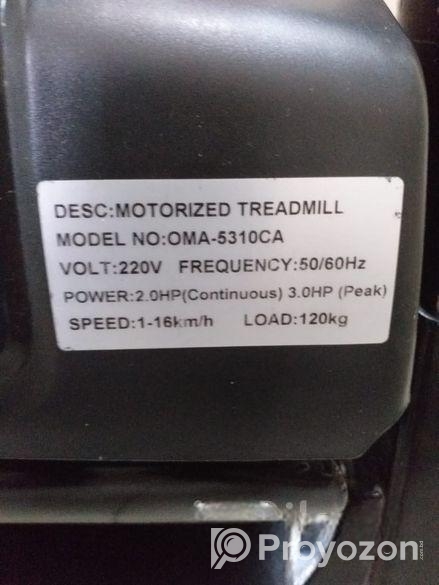 DESC:MOTORIZED TREADMILL
MODEL NO:OMA-5310CA
VOLT:220V FREQUENCY:50/60Hz
POWER:2.0HP(Continuous) 3.0HP (Peak)
SPEED:1-16km/h LOAD:120kg
Proyozon